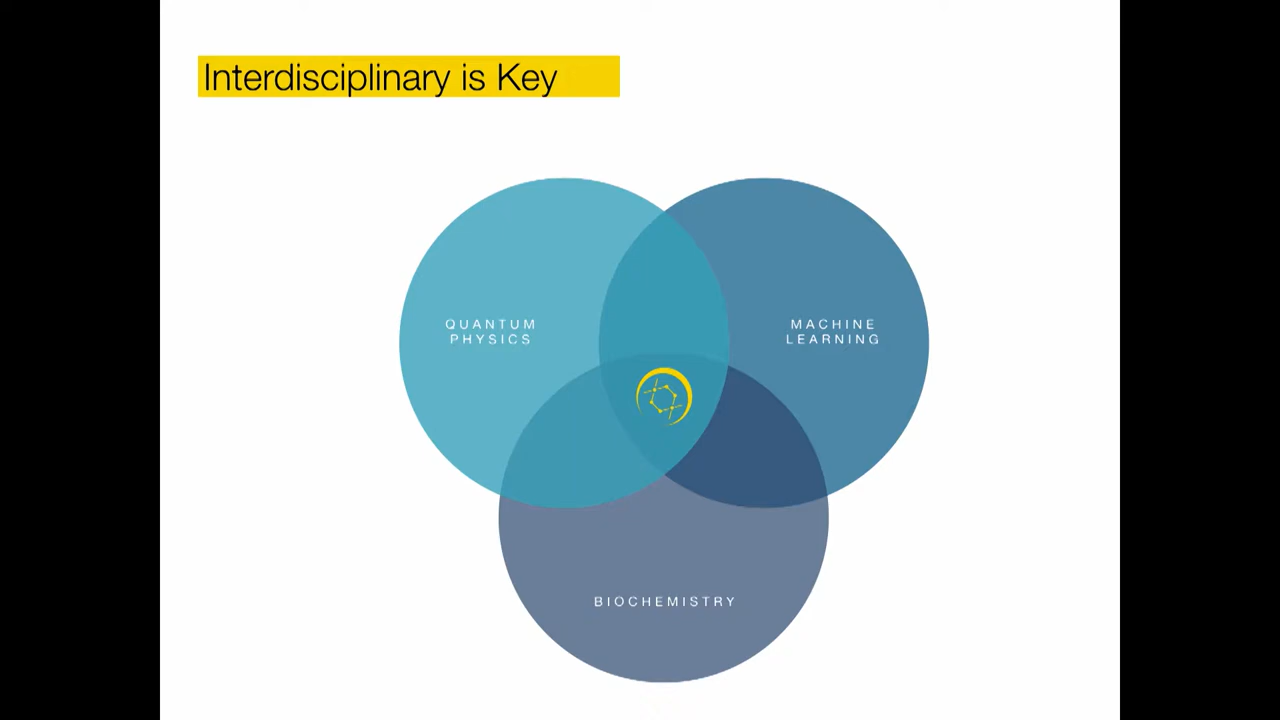 Interdisciplinary is Key
QUANTUM
PHYSICS
MACHINE
LEARNING
BIOCHEMISTRY